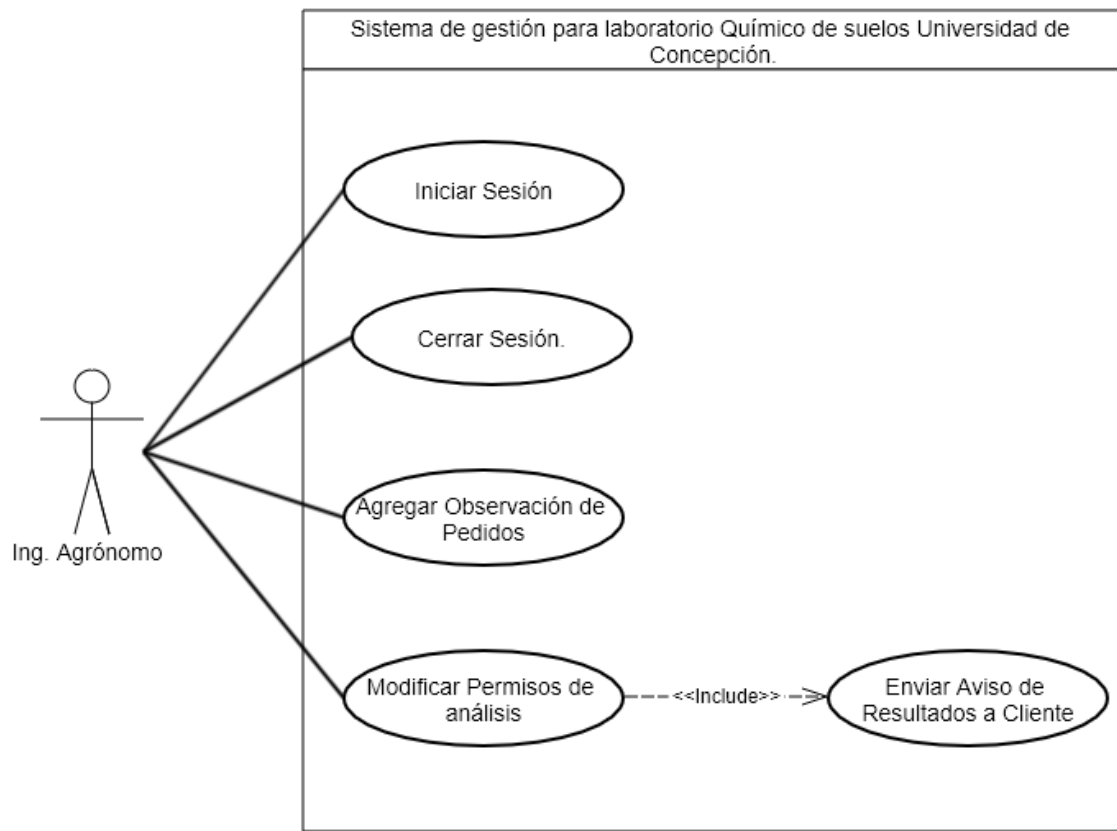 Sistema de gestión para laboratorio Químico de suelos Universidad de
Concepción.
Iniciar Sesión
Cerrar Sesión.
Ing. Agrónomo
Agregar Observación de
Pedidos
Modificar Permisos de
análisis
<<Include>>
Enviar Aviso de
Resultados a Cliente